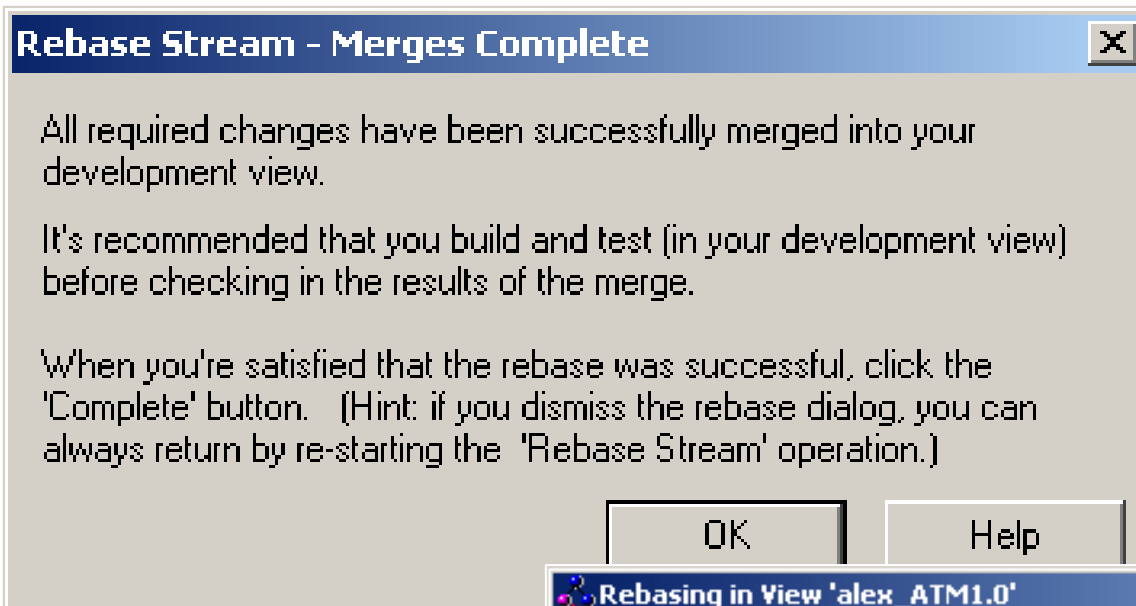 Rebase Stream - Merges Complete
All required changes have been successfully merged into your
development view.
It's recommended that you build and test (in your development view)
before checking in the results of the merge.
When you're satisfied that the rebase was successful, click the
'Complete' button. (Hint: if you dismiss the rebase dialog, you can
always return by re-starting the 'Rebase Stream' operation.)
OK Help
Rebasing in View 'alex_ATM1.0'